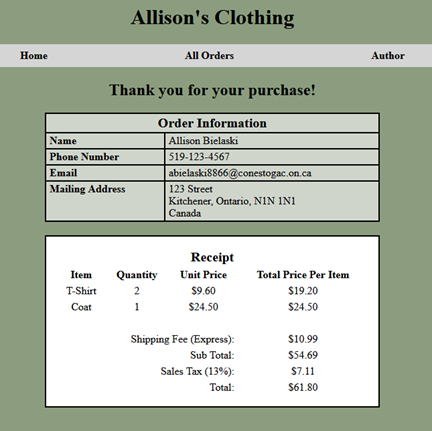 Allison's Clothing
Home All Orders Author
Thank you for your purchase!
Order Information
Name Allison Bielaski
Phone Number 519-123-4567
Email abielaski8866@conestogac.on.ca
Mailing Address 123 Street
Kitchener, Ontario, N1N 1N1
Canada
Receipt
Item Quantity Unit Price Total Price Per Item
T-Shirt 2 $9.60 $19.20
Coat 1 $24.50 $24.50
Shipping Fee (Express): $10.99
Sub Total: $54.69
Sales Tax (13%): $7.11
Total: $61.80